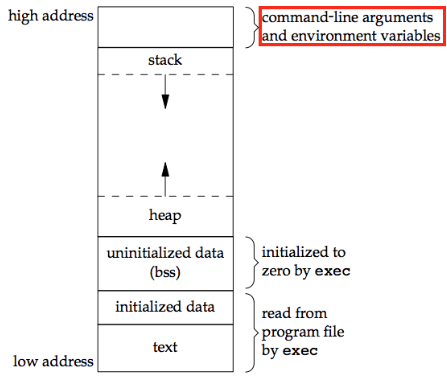 high address
command-line arguments
and environment variables
stack
heap
uninitialized data
(bss)
initialized to
zero by exec
initialized data
read from
program file
by exec
text
low address